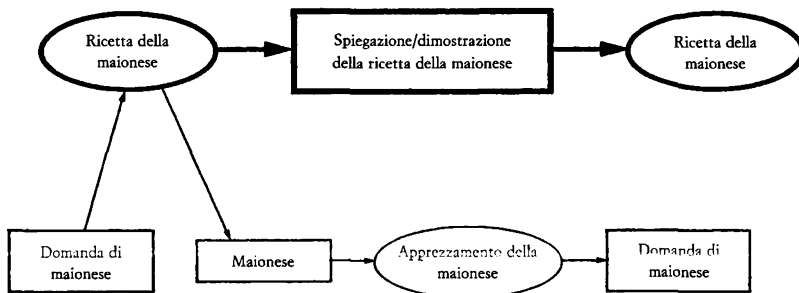 Ricetta della
maionese
Spiegazione/dimostrazione
della ricetta della maionese
Ricetta della
maionese
Domanda di
maionese
Maionese
Apprezzamento della
maionese
Domanda di
maionese